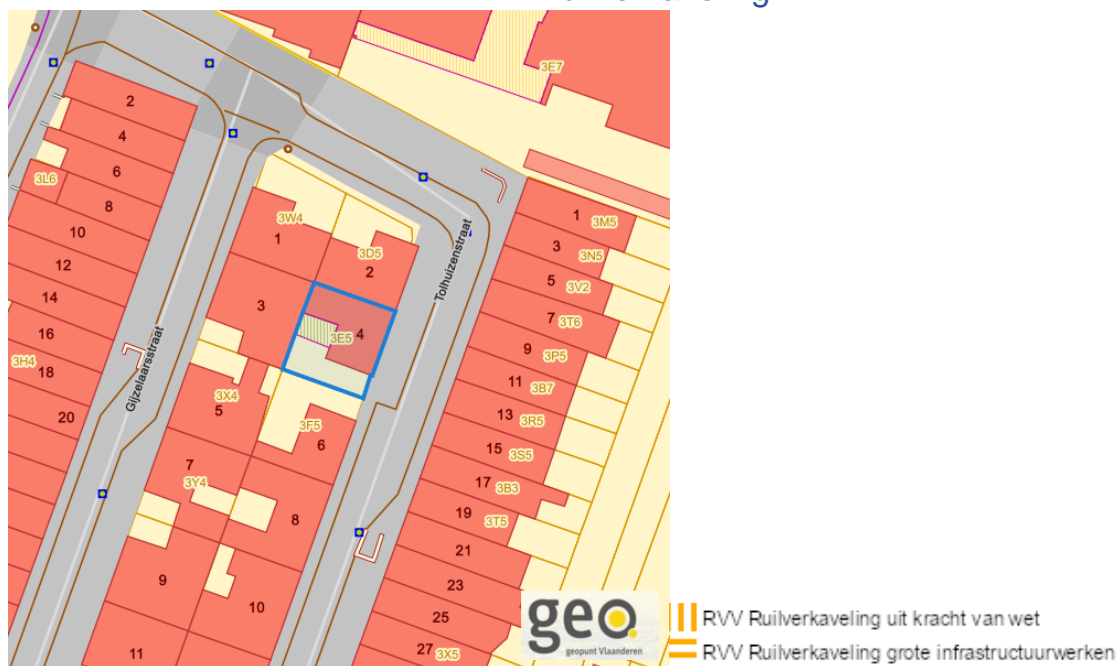 3E7
2
4
6
3L6
8
10
12
14
16
3H4
18
20
Gijzelaarsstraat
3W4
1
3D5
2
3
3E5
4
3X4
5
3F5
6
7
3Y4
8
9
10
11
Tolhuizenstraat
1 3M5
3 3N5
5 3V2
7 3T6
9 3P5
11 3B7
13 3R5
15 3S5
17 3B3
19 3T5
21
23
25
27 3X5
geo.
geopunt Vlaanderen
RVV Ruilverkaveling uit kracht van wet
RVV Ruilverkaveling grote infrastructuurwerken